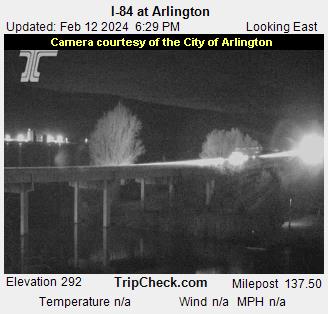 I-84 at Arlington
Updated: Feb 12 2024 6:29 PM Looking East
Camera courtesy of the City of Arlington
Elevation 292 TripCheck.com Milepost 137.50
Temperature n/a Wind n/a MPH n/a